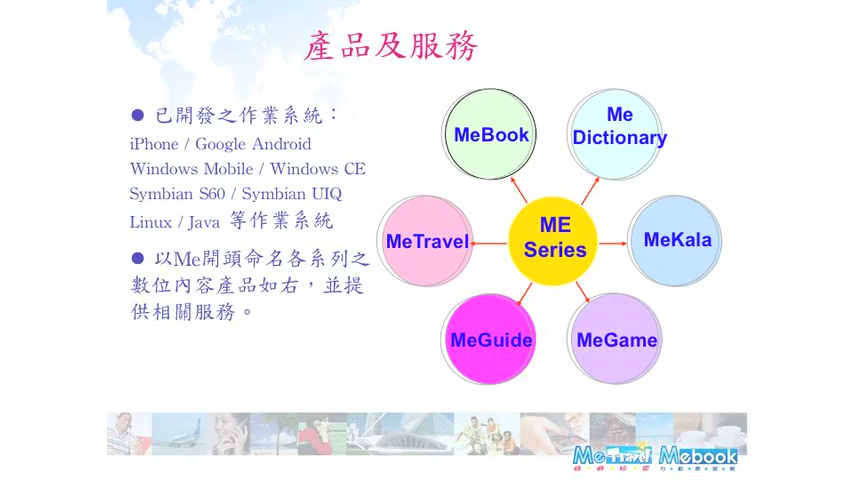 產品及服務
● 已開發之作業系統：
iPhone / Google Android
Windows Mobile / Windows CE
Symbian S60 / Symbian UIQ
Linux / Java 等作業系統
● 以Me開頭命名各系列之
數位內容產品如右，並提
供相關服務。
MeBook
Me
Dictionary
MeTravel
ME
Series
MeKala
MeGuide
MeGame
MeTravel
Mebook